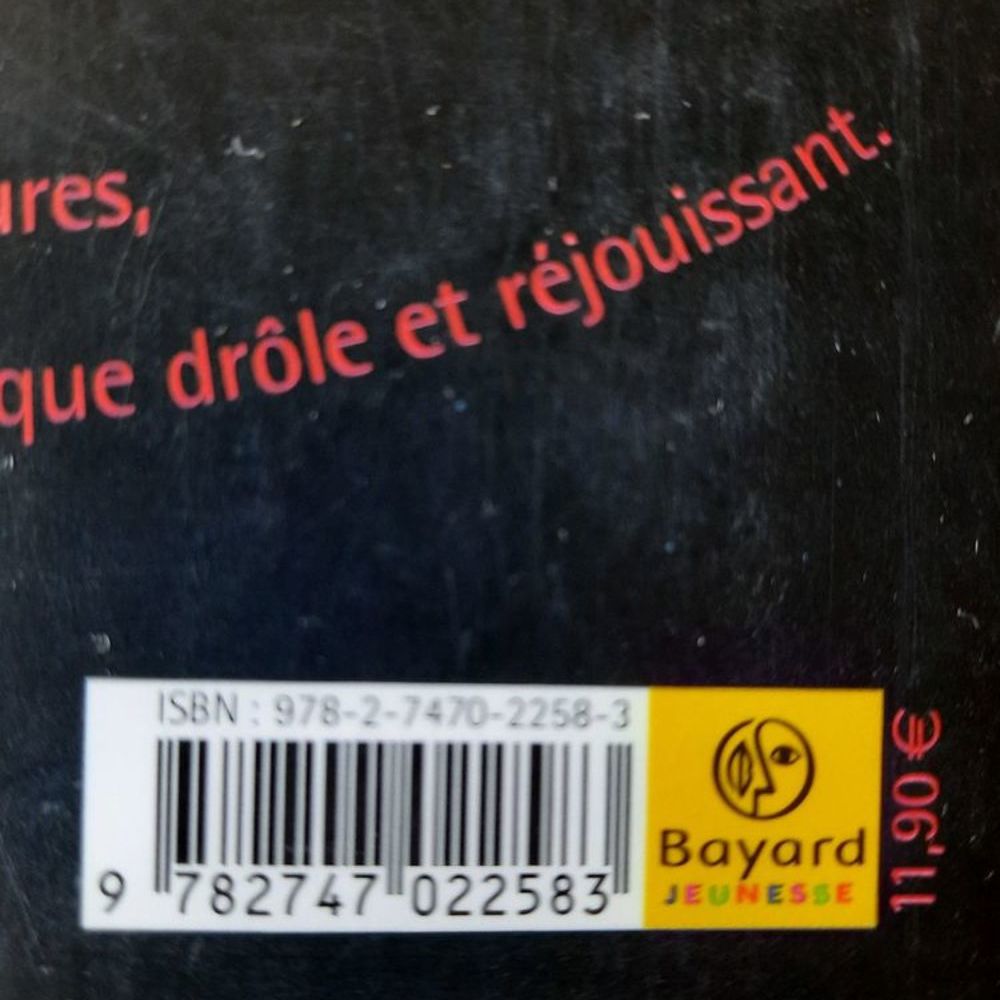 ures,
que drôle et réjouissant.
ISBN : 978-2-7470-2258-3
9 782747 022583
Bayard
JEUNESSE
11,90 €